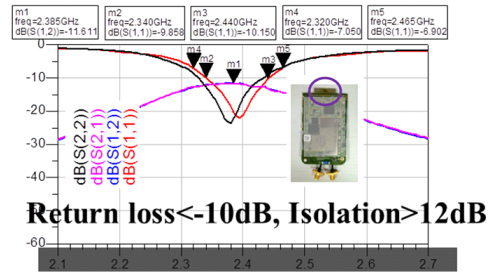 m1
freq=2.385GHz
dB(S(1,2))=-11.611
m2
freq=2.340GHz
dB(S(1,1))=-9.858
m3
freq=2.440GHz
dB(S(1,1))=-10.150
m4
freq=2.320GHz
dB(S(1,1))=-7.050
m5
freq=2.465GHz
dB(S(1,1))=-6.902
0
-10
-20
-30
-40
-50
-60
m4
m2
m1
m3
m5
dB(S(2,2))
dB(S(2,1))
dB(S(1,2))
dB(S(1,1))
Return loss<-10dB, Isolation>12dB
2.1 2.2 2.3 2.4 2.5 2.6 2.7